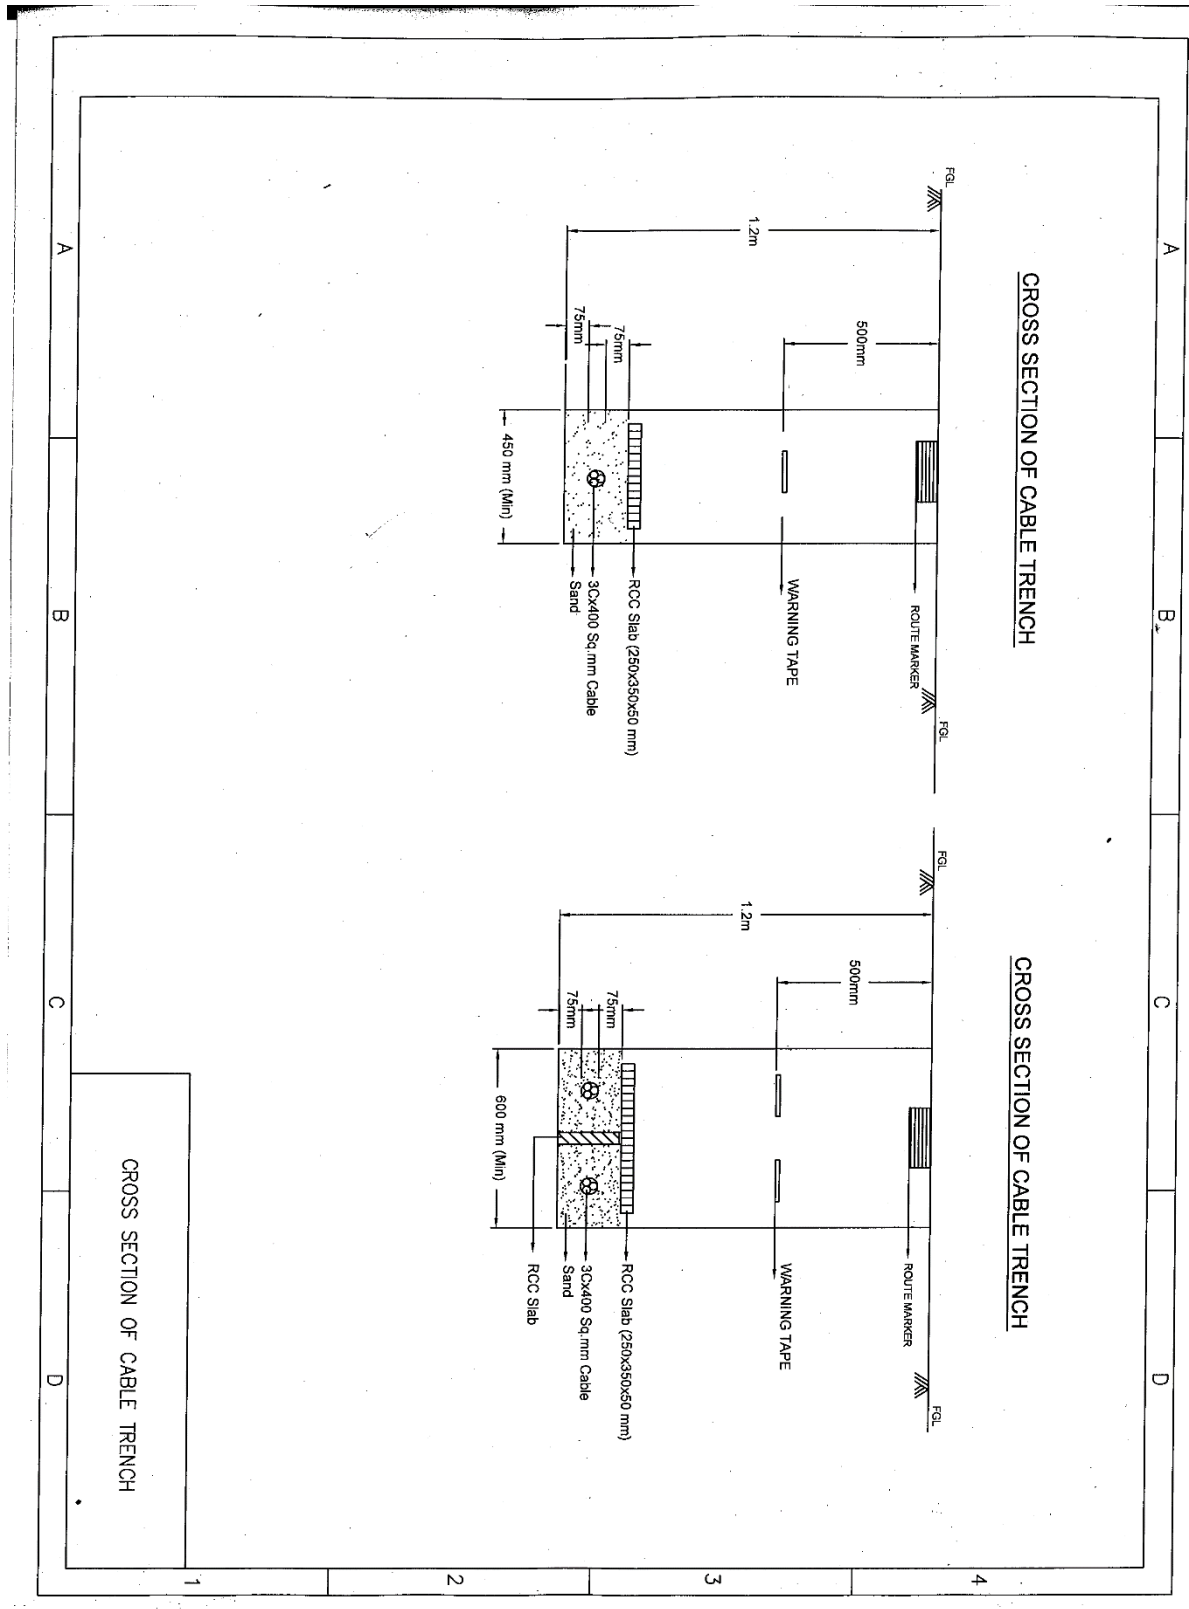 CROSS SECTION OF CABLE TRENCH
FGL
1.2m
500mm
75mm
75mm
450 mm (Min)
ROUTE MARKER
WARNING TAPE
RCC Slab (250x350x50 mm)
3Cx400 Sq.mm Cable
Sand
FGL
CROSS SECTION OF CABLE TRENCH
FGL
1.2m
500mm
75mm
75mm
600 mm (Min)
ROUTE MARKER
WARNING TAPE
RCC Slab (250x350x50 mm)
3Cx400 Sq.mm Cable
Sand
RCC Slab
FGL
CROSS SECTION OF CABLE TRENCH
A
B
C
D
A
B
C
D
4
3
2
1